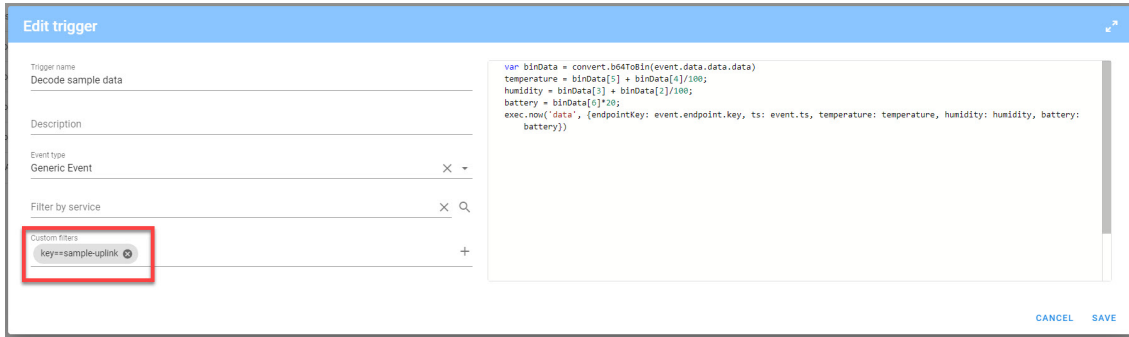 Edit trigger
Trigger name
Decode sample data
Description
Event type
Generic Event
Filter by service
Custom filters
key==sample-uplink
var binData = convert.b64ToBin(event.data.data.data)
temperature = binData[5] + binData[4]/100;
humidity = binData[3] + binData[2]/100;
battery = binData[6]*20;
exec.now('data', {endpointKey: event.endpoint.key, ts: event.ts, temperature: temperature, humidity: humidity, battery:
battery})
CANCEL SAVE